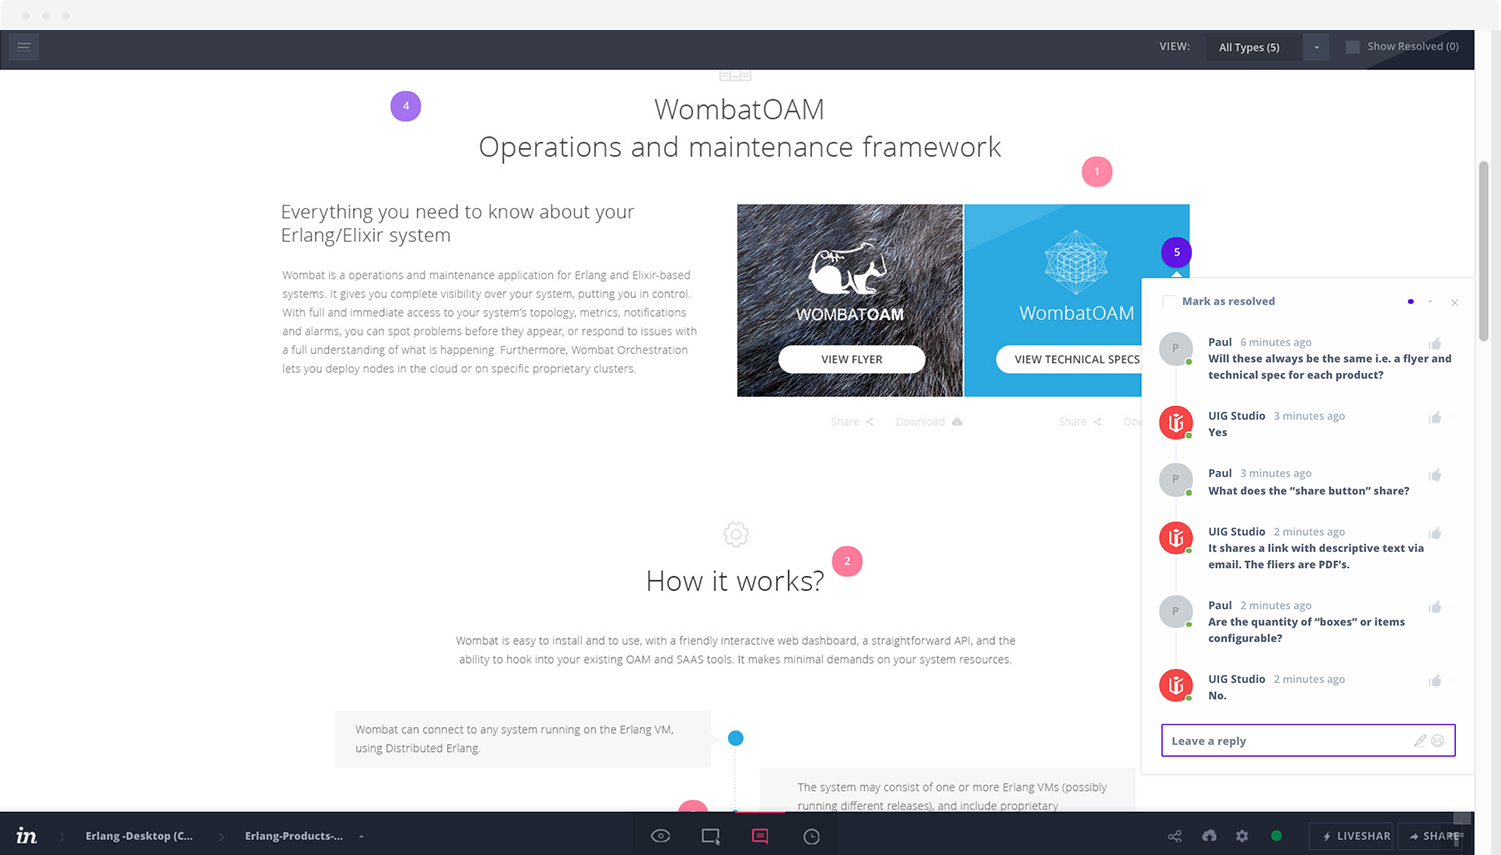 VIEW:
All Types (5)
Show Resolved (0)
4
WombatOAM
Operations and maintenance framework
1
Everything you need to know about your
Erlang/Elixir system
Wombat is a operations and maintenance application for Erlang and Elixir-based
systems. It gives you complete visibility over your system, putting you in control.
With full and immediate access to your system's topology, metrics, notifications
and alarms, you can spot problems before they appear, or respond to issues with
a full understanding of what is happening. Furthermore, Wombat Orchestration
lets you deploy nodes in the cloud or on specific proprietary clusters.
WOMBATOAM
VIEW FLYER
WombatOAM
VIEW TECHNICAL SPECS
Share
Download
Share
Dow
5
Mark as resolved
P
Paul 6 minutes ago
Will these always be the same i.e. a flyer and
technical spec for each product?
UIG Studio 3 minutes ago
Yes
P
Paul 3 minutes ago
What does the “share button” share?
UIG Studio 2 minutes ago
It shares a link with descriptive text via
email. The fliers are PDF's.
P
Paul 2 minutes ago
Are the quantity of “boxes” or items
configurable?
UIG Studio 2 minutes ago
No.
Leave a reply
How it works?
2
Wombat is easy to install and to use, with a friendly interactive web dashboard, a straightforward API, and the
ability to hook into your existing OAM and SAAS tools. It makes minimal demands on your system resources.
Wombat can connect to any system running on the Erlang VM,
using Distributed Erlang.
The system may consist of one or more Erlang VMs (possibly
running different releases), and include proprietary
in
Erlang -Desktop (C...
Erlang-Products-...
LIVESHAR
SHARE